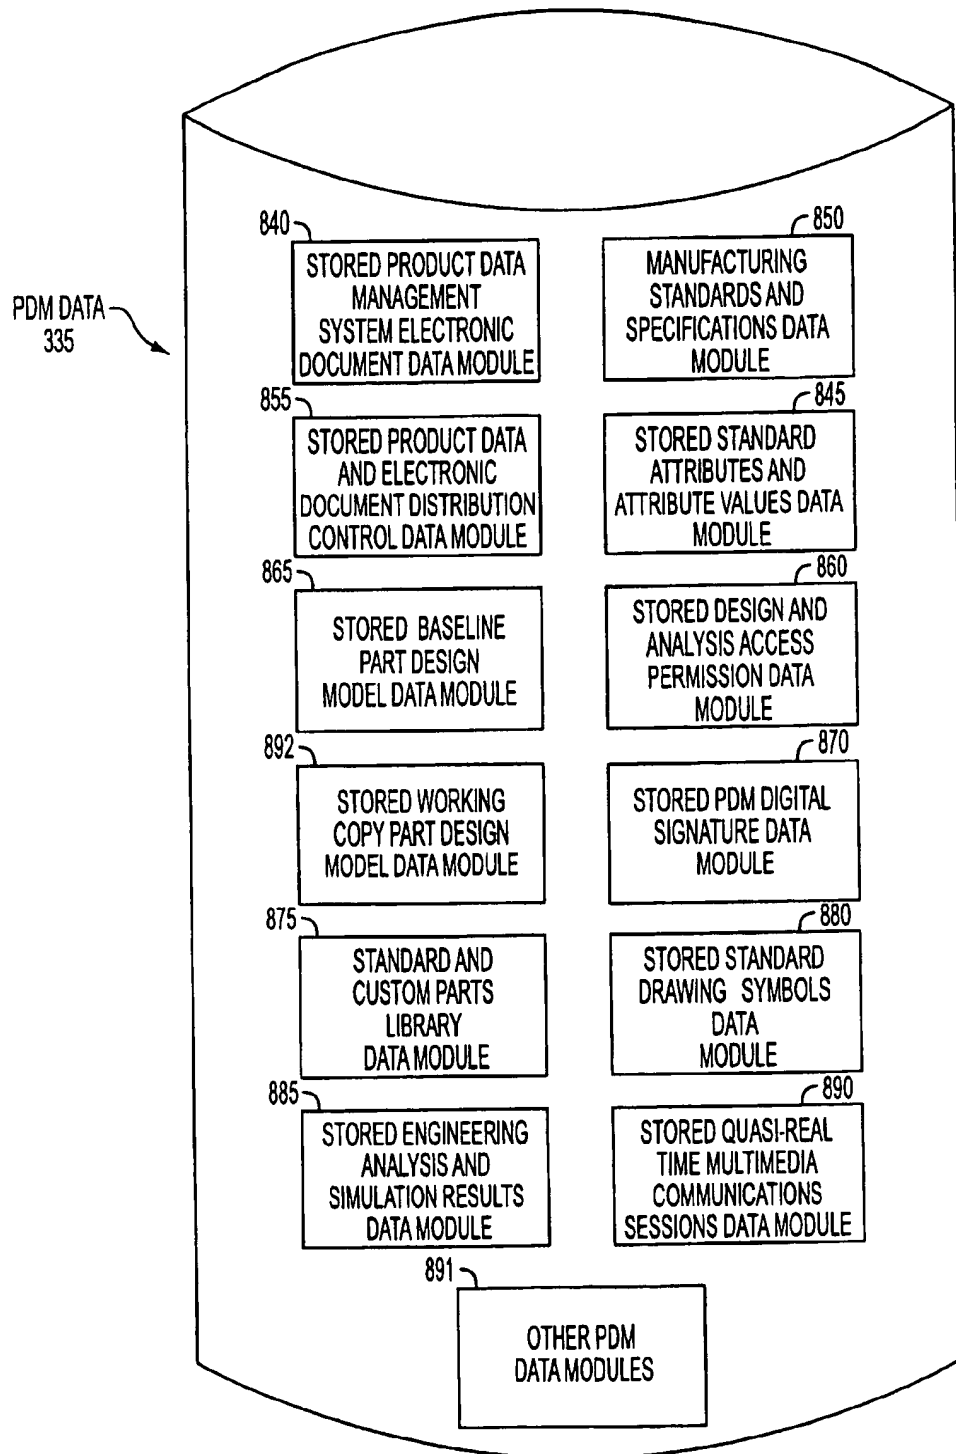 840
STORED PRODUCT DATA
MANAGEMENT
SYSTEM ELECTRONIC
DOCUMENT DATA MODULE
850
MANUFACTURING
STANDARDS AND
SPECIFICATIONS DATA
MODULE
PDM DATA
335
855
STORED PRODUCT DATA
AND ELECTRONIC
DOCUMENT DISTRIBUTION
CONTROL DATA MODULE
845
STORED STANDARD
ATTRIBUTES AND
ATTRIBUTE VALUES DATA
MODULE
865
STORED BASELINE
PART DESIGN
MODEL DATA MODULE
860
STORED DESIGN AND
ANALYSIS ACCESS
PERMISSION DATA
MODULE
892
STORED WORKING
COPY PART DESIGN
MODEL DATA MODULE
870
STORED PDM DIGITAL
SIGNATURE DATA
MODULE
875
STANDARD AND
CUSTOM PARTS
LIBRARY
DATA MODULE
880
STORED STANDARD
DRAWING SYMBOLS
DATA
MODULE
885
STORED ENGINEERING
ANALYSIS AND
SIMULATION RESULTS
DATA MODULE
890
STORED QUASI-REAL
TIME MULTIMEDIA
COMMUNICATIONS
SESSIONS DATA MODULE
891
OTHER PDM
DATA MODULES